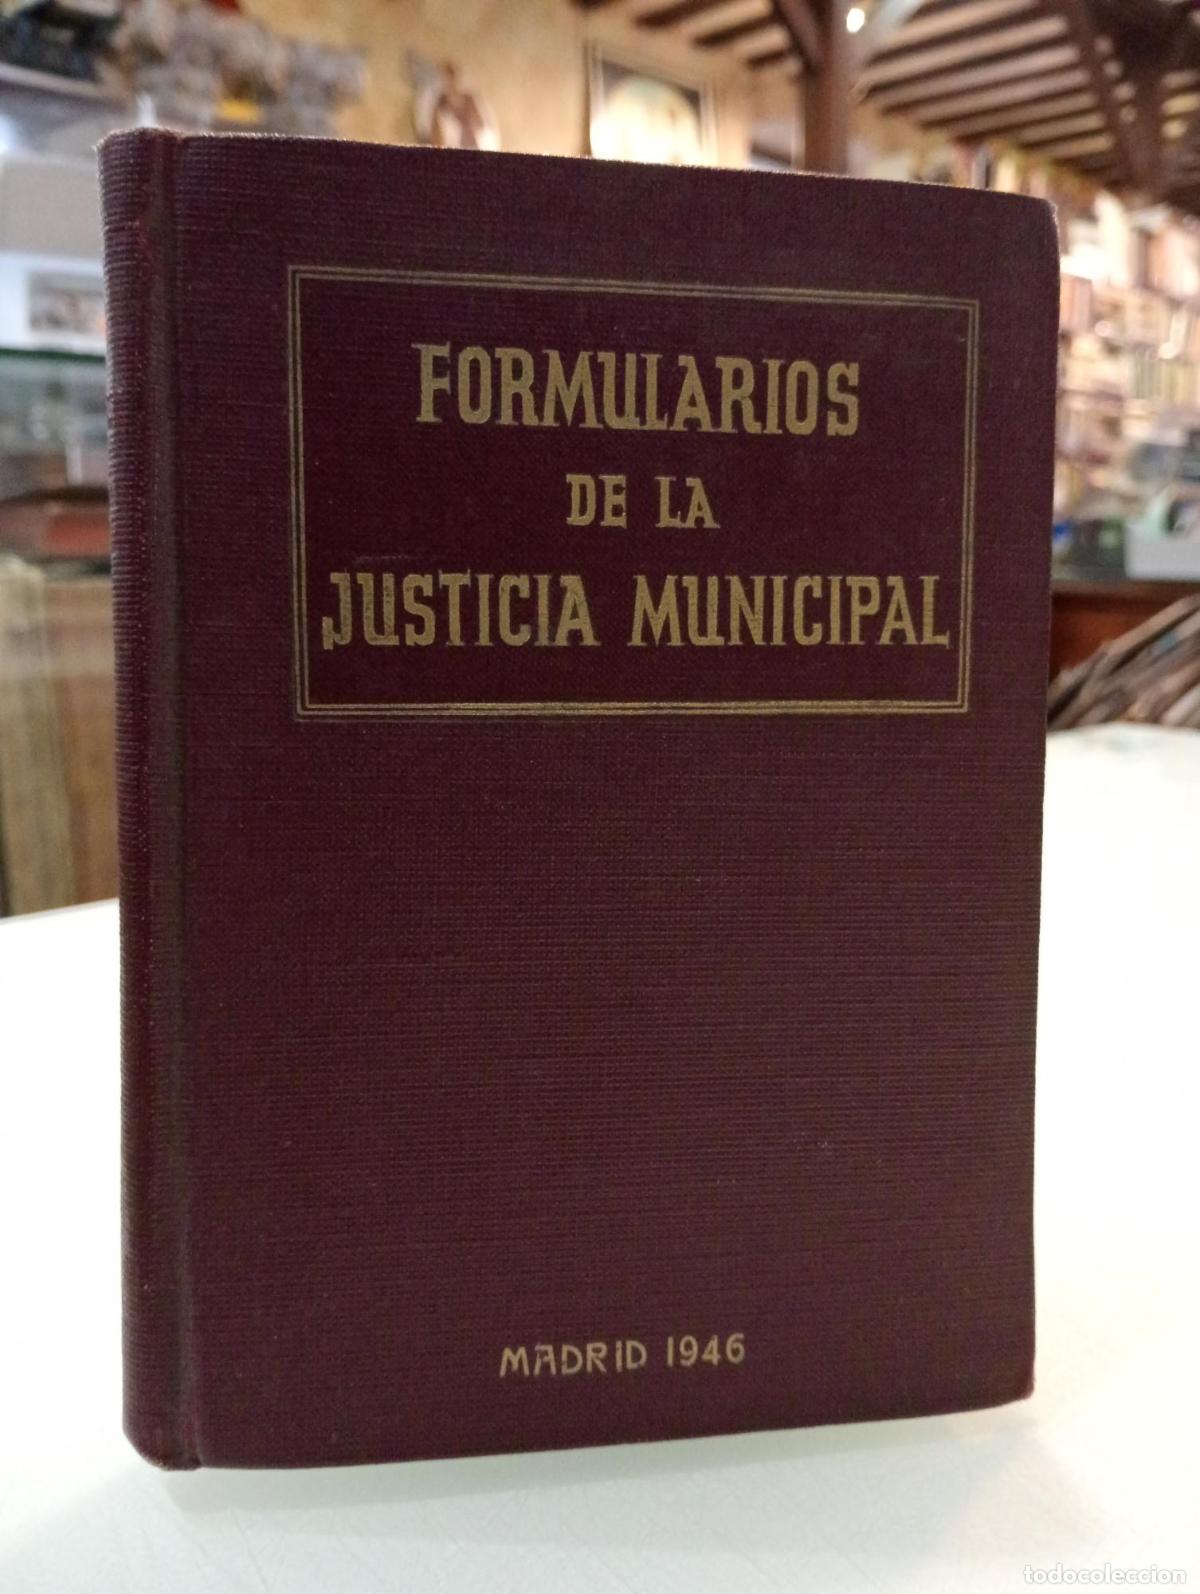 FORMULARIOS
DE LA
JUSTICIA MUNICIPAL
MADRID 1946
todocoleccion